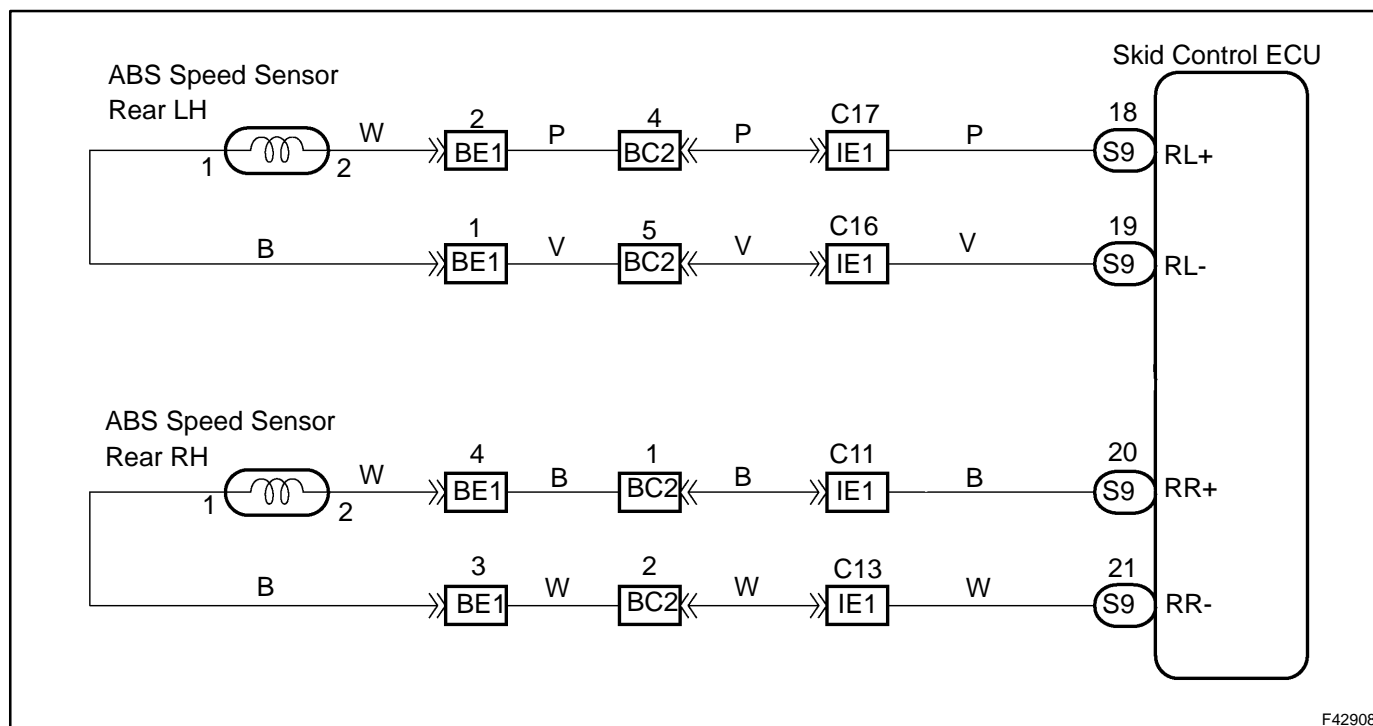 Skid Control ECU
ABS Speed Sensor
Rear LH
1
2
W
2
BE1
P
4
BC2
P
C17
IE1
P
18
S9
RL+
B
1
BE1
V
5
BC2
V
C16
IE1
V
19
S9
RL-
ABS Speed Sensor
Rear RH
1
2
W
4
BE1
B
1
BC2
B
C11
IE1
B
20
S9
RR+
B
3
BE1
W
2
BC2
W
C13
IE1
W
21
S9
RR-
F42908